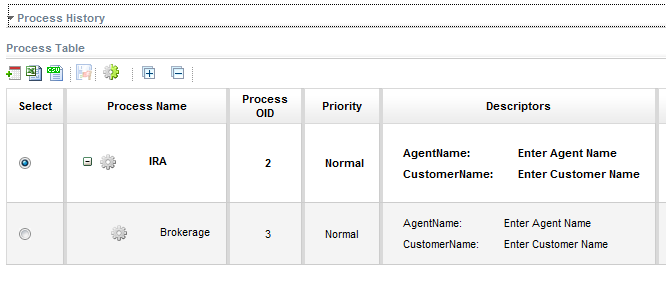 Process History
Process Table
Select Process Name Process OID Priority Descriptors
IRA 2 Normal AgentName: Enter Agent Name
CustomerName: Enter Customer Name
Brokerage 3 Normal AgentName: Enter Agent Name
CustomerName: Enter Customer Name